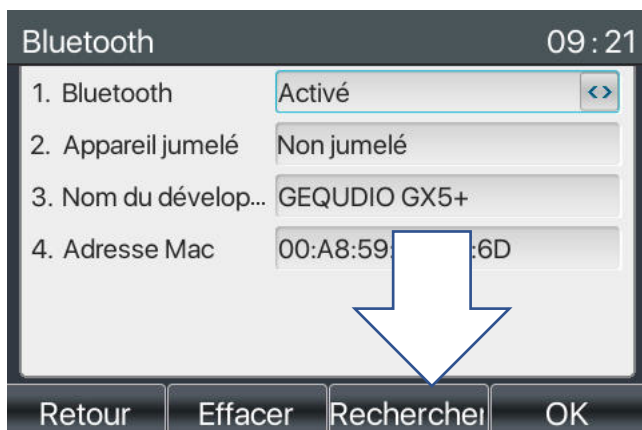 Bluetooth 09:21
1. Bluetooth Activé <>
2. Appareil jumelé Non jumelé
3. Nom du dévelop... GEQUDIO GX5+
4. Adresse Mac 00:A8:59: :6D
Retour Effacer Rechercher OK